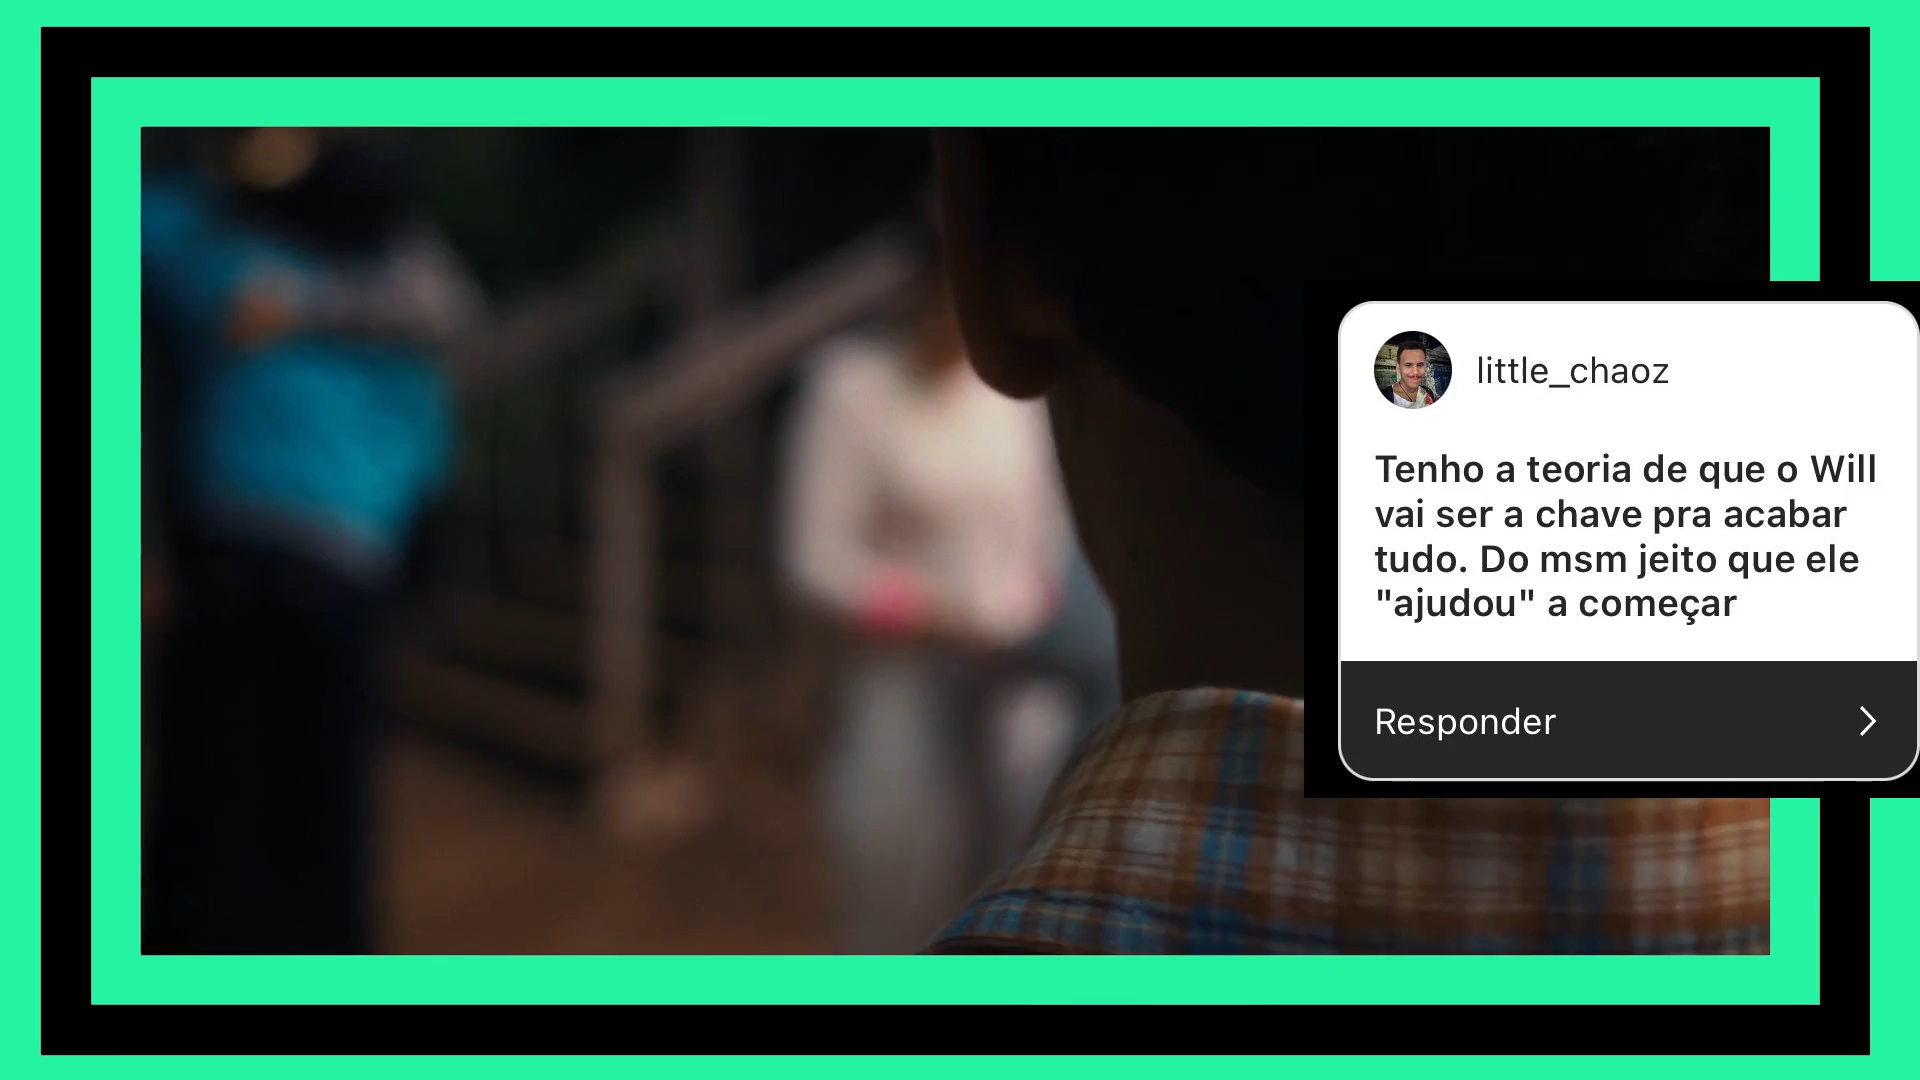 little_chaoz
Tenho a teoria de que o Will
vai ser a chave pra acabar
tudo. Do msm jeito que ele
"ajudou" a começar
Responder